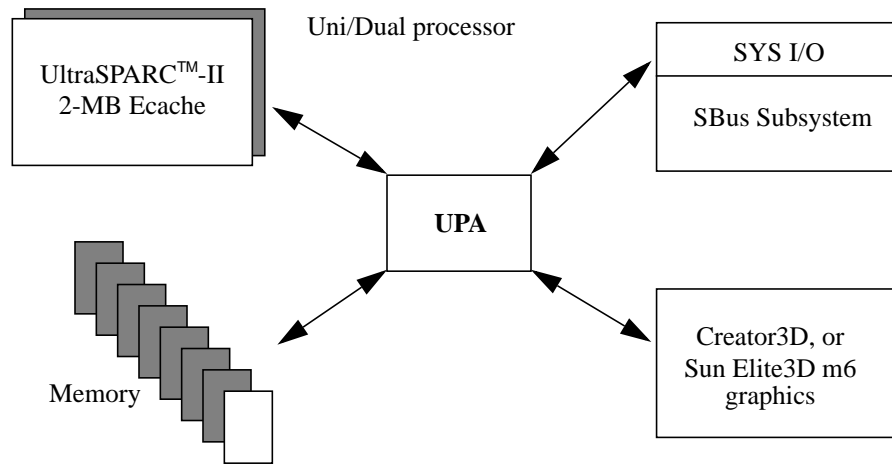 Uni/Dual processor
UltraSPARC™-II
2-MB Ecache
SYS I/O
SBus Subsystem
UPA
Memory
Creator3D, or
Sun Elite3D m6
graphics